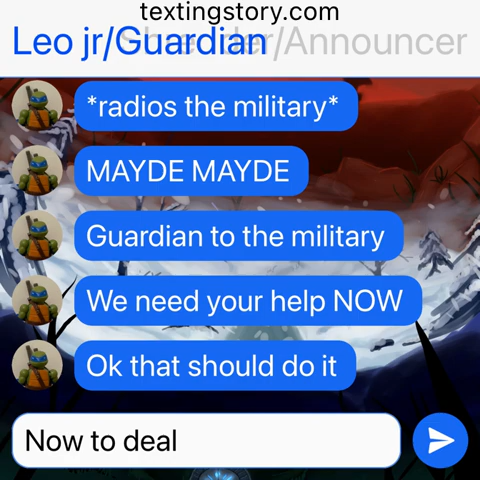 textingstory.com
Leo jr/Guardian
/Announcer
*radios the military*
MAYDE MAYDE
Guardian to the military
We need your help NOW
Ok that should do it
Now to deal